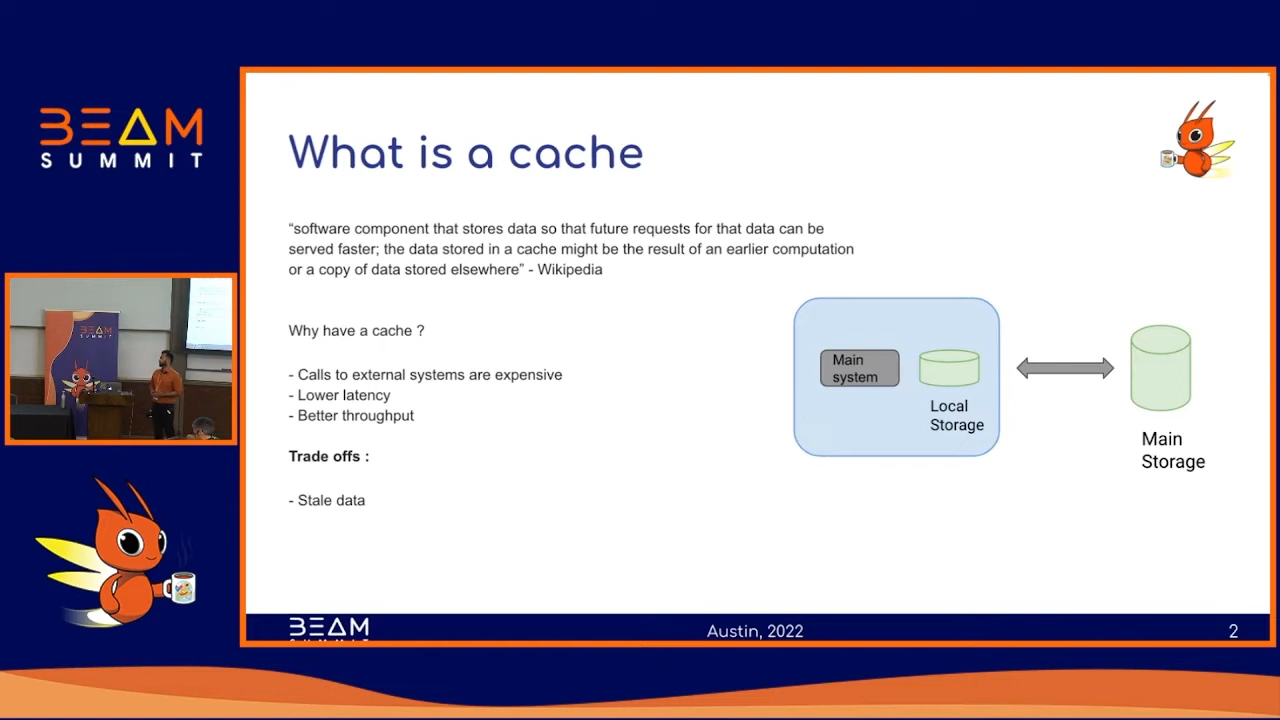 BEAM
SUMMIT
What is a cache
“software component that stores data so that future requests for that data can be
served faster; the data stored in a cache might be the result of an earlier computation
or a copy of data stored elsewhere” - Wikipedia
Why have a cache ?
- Calls to external systems are expensive
- Lower latency
- Better throughput
Trade offs :
- Stale data
Main
system
Local
Storage
Main
Storage
BEAM
SUMMIT
BEAM
Austin, 2022
2